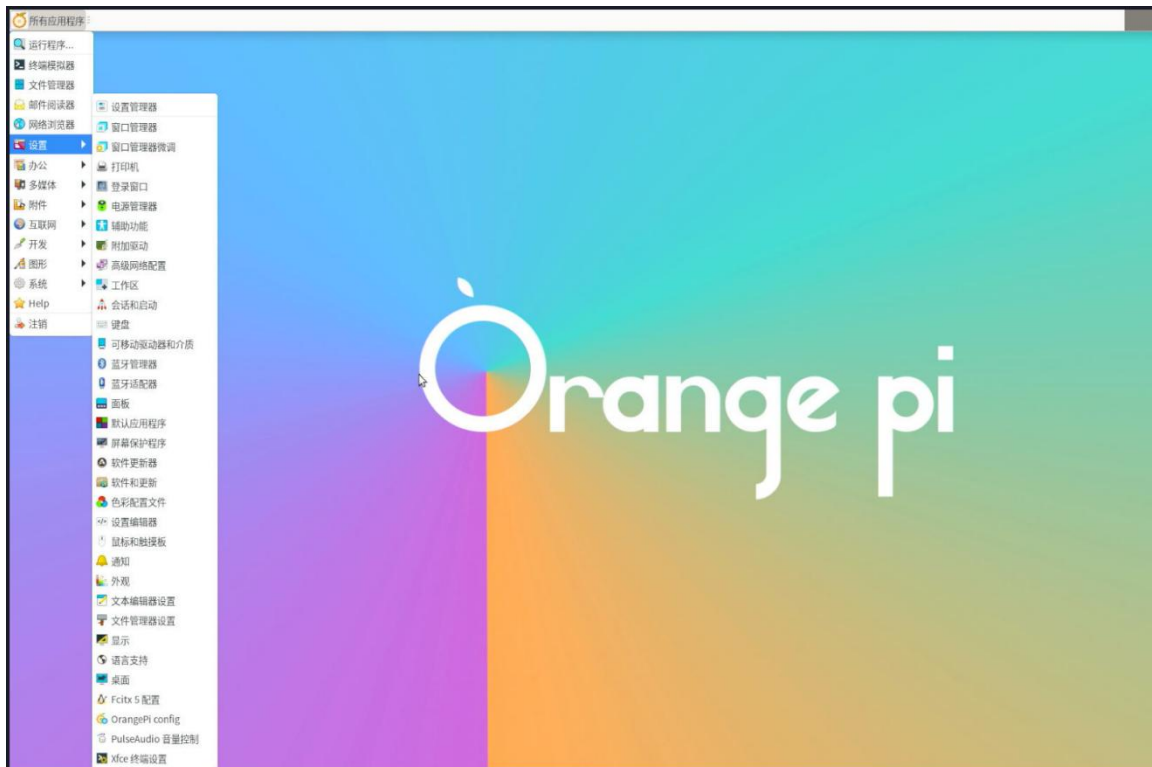 所有应用程序
运行程序...
终端模拟器
文件管理器
邮件阅读器
网络浏览器
设置
办公
多媒体
附件
互联网
开发
图形
系统
Help
注销
设置管理器
窗口管理器
窗口管理器微调
打印机
登录窗口
电源管理器
辅助功能
附加驱动
高级网络配置
工作区
会话和启动
键盘
可移动驱动器和介质
蓝牙管理器
蓝牙适配器
面板
默认应用程序
屏幕保护程序
软件更新器
软件和更新
色彩配置文件
设置编辑器
鼠标和触摸板
通知
外观
文本编辑器设置
文件管理器设置
显示
语言支持
桌面
Fcitx 5 配置
OrangePi config
PulseAudio 音量控制
Xfce 终端设置
Orange pi